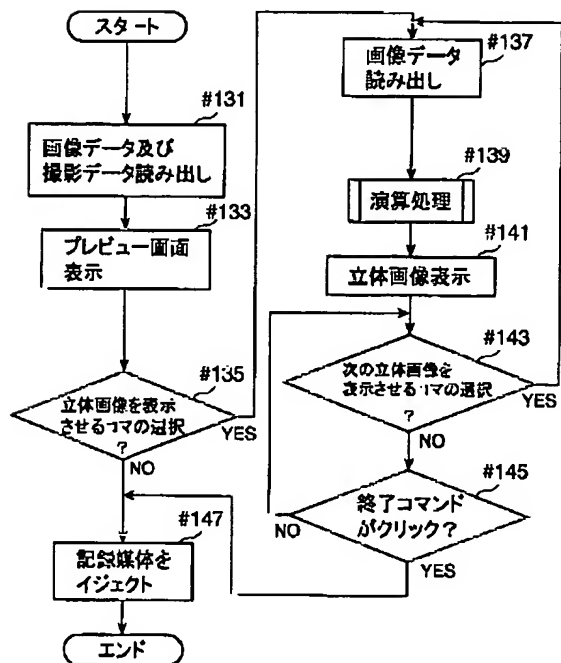 スタート
#131
画像データ及び
撮影データ読み出し
#133
プレビュー画面
表示
#135
立体画像を表示
させるコマの選択
?
YES
NO
#147
記録媒体を
イジェクト
エンド
#137
画像データ
読み出し
#139
演算処理
#141
立体画像表示
#143
次の立体画像を
表示させるコマの選択
?
YES
NO
#145
終了コマンド
がクリック?
NO
YES